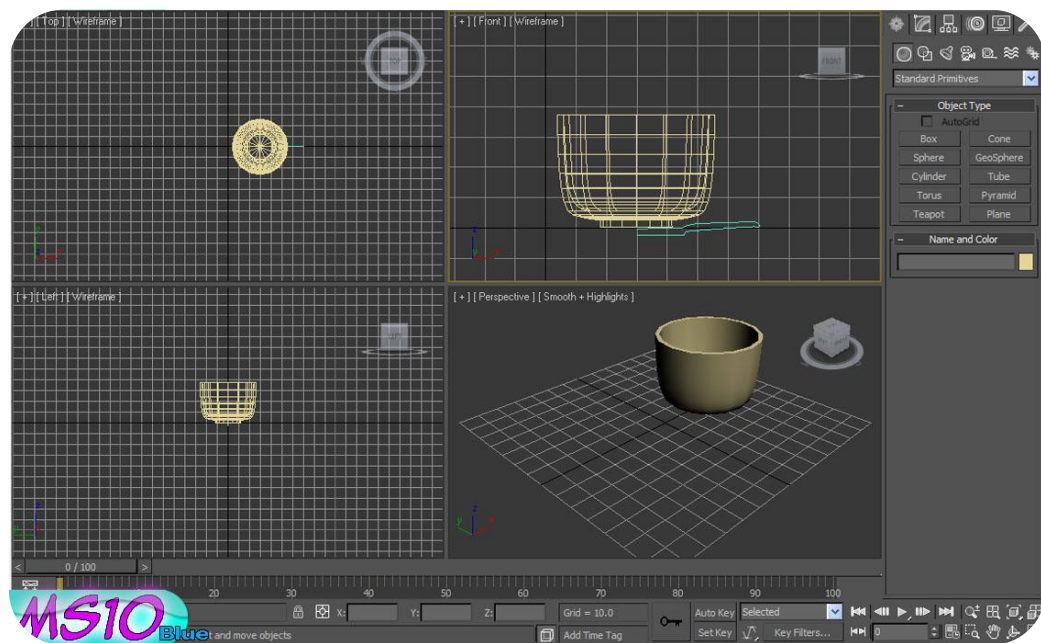 ] [ Top ] [ Wireframe ]
[ + ] [ Front ] [ Wireframe ]
TOP
FRONT
Standard Primitives
Object Type
AutoGrid
Box Cone
Sphere GeoSphere
Cylinder Tube
Torus Pyramid
Teapot Plane
Name and Color
[ + ] [ Left ] [ Wireframe ]
[ + ] [ Perspective ] [ Smooth + Highlights ]
LEFT
y
z
x
0 / 100
20 30 40 50 60 70 80 90 100
X: Y: Z: Grid = 10.0 Auto Key Selected
t and move objects Add Time Tag Set Key Key Filters... 0
MS10
Blue